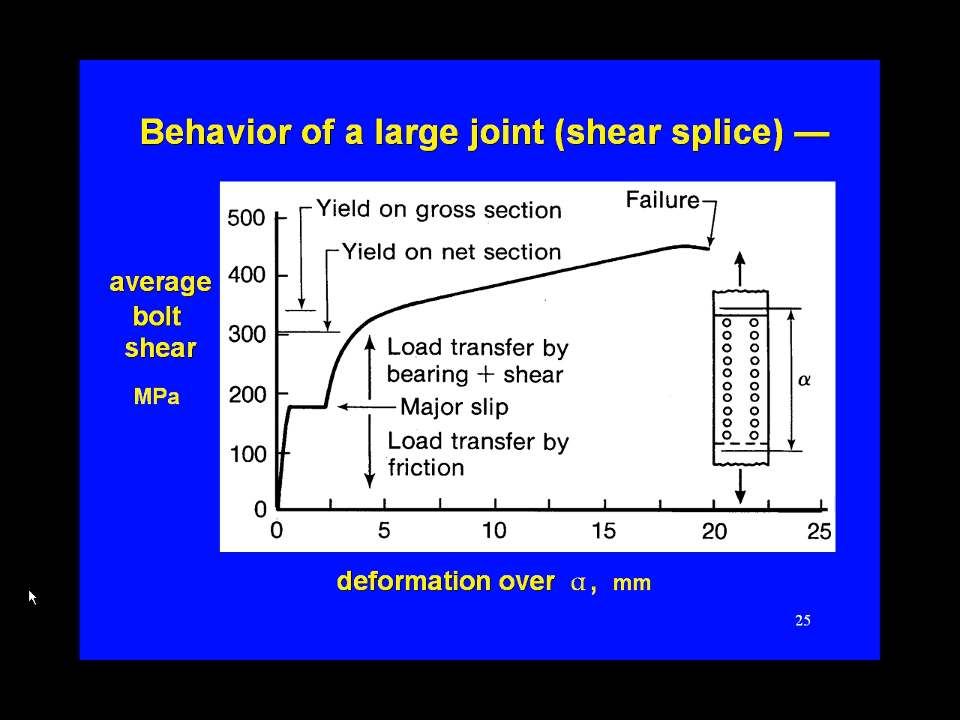 Behavior of a large joint (shear splice) —
average
bolt
shear
MPa
500
400
300
200
100
0
Yield on gross section
Yield on net section
Failure
Load transfer by
bearing + shear
Major slip
Load transfer by
friction
α
0 5 10 15 20 25
deformation over α, mm
25